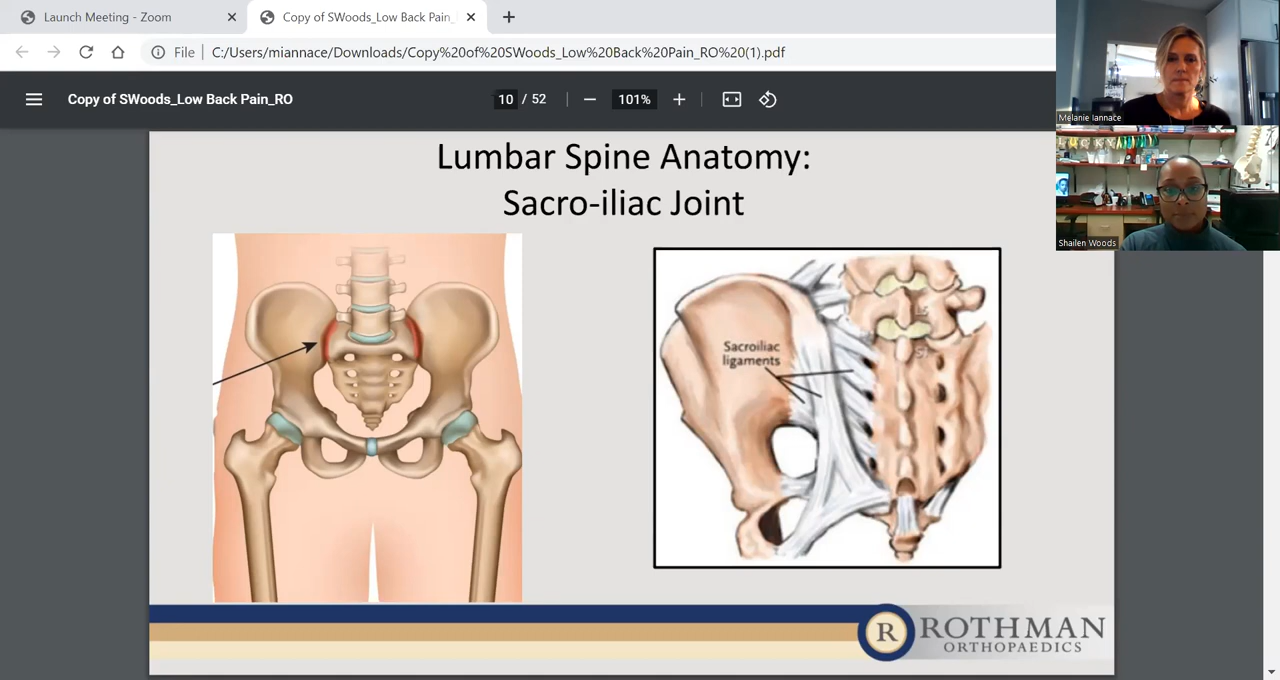 Launch Meeting - Zoom
Copy of SWoods_Low Back Pain_
File
C:/Users/miannace/Downloads/Copy%20of%20SWoods_Low%20Back%20Pain_RO%20(1).pdf
Copy of SWoods_Low Back Pain_RO
10 / 52
101%
Melanie Iannace
Shailen Woods
Lumbar Spine Anatomy:
Sacro-iliac Joint
Sacroiliac
ligaments
L5
R
ROTHMAN
ORTHOPAEDICS